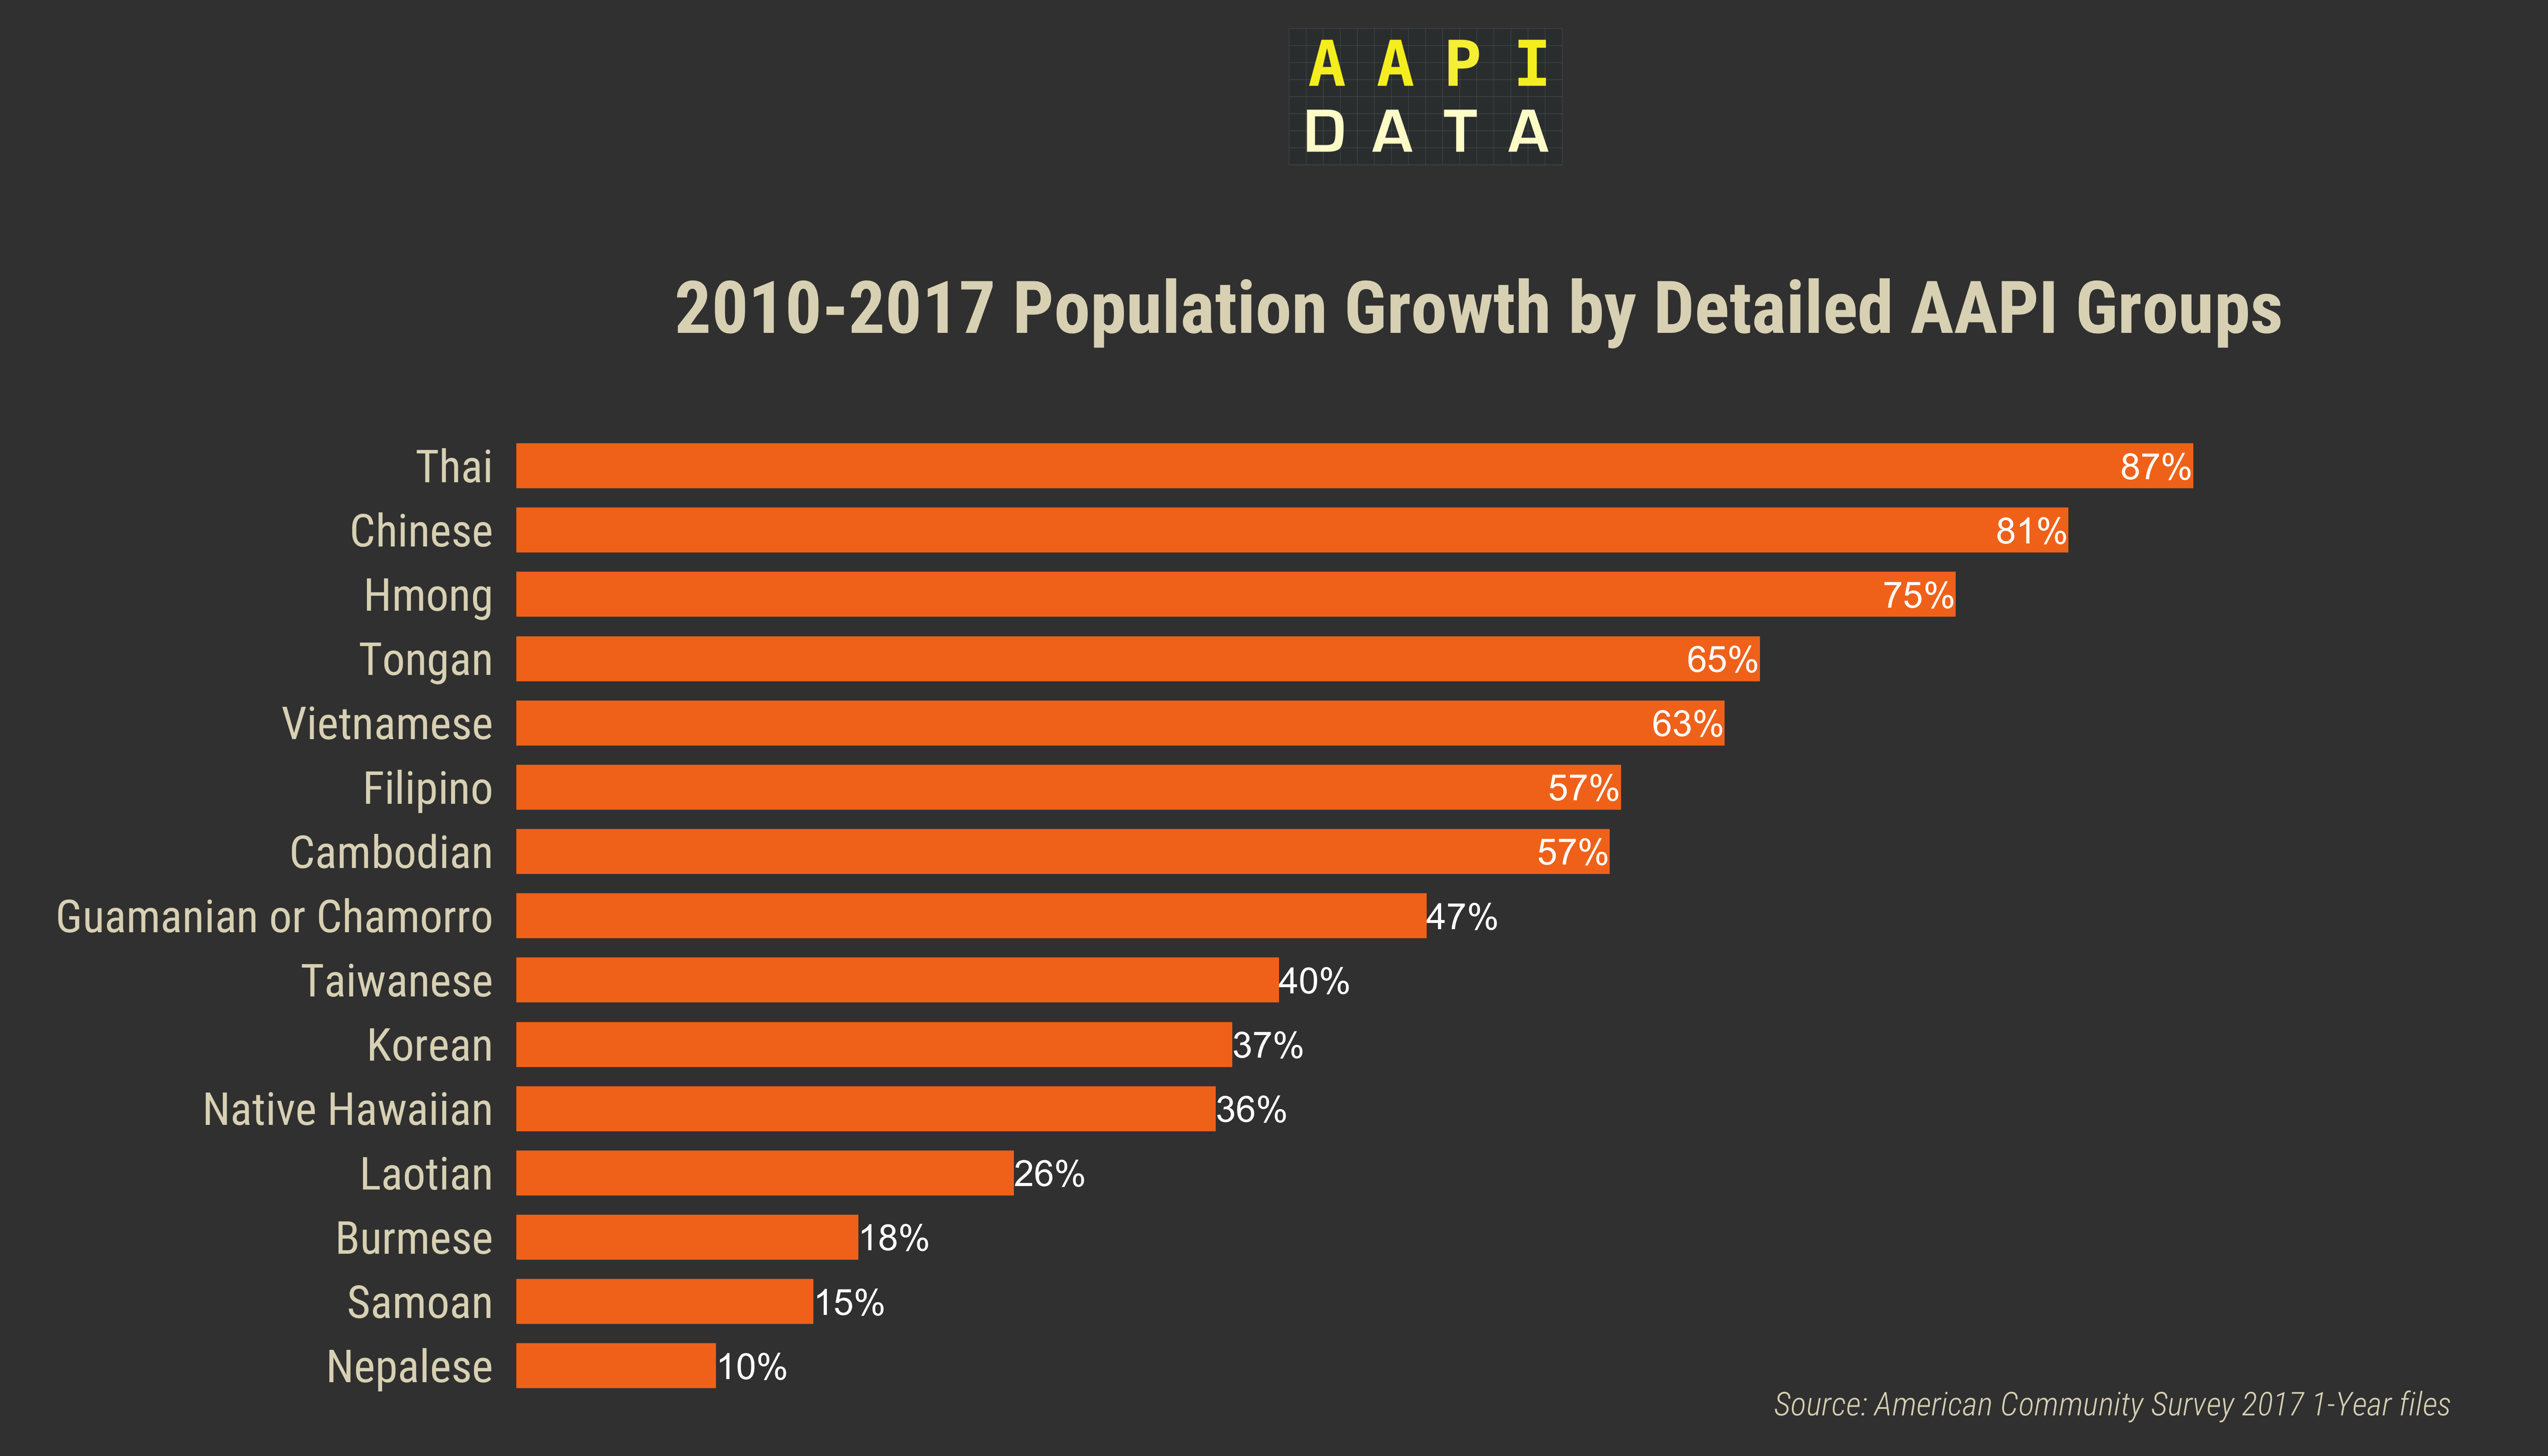 A A P I
D A T A
2010-2017 Population Growth by Detailed AAPI Groups
Thai 87%
Chinese 81%
Hmong 75%
Tongan 65%
Vietnamese 63%
Filipino 57%
Cambodian 57%
Guamanian or Chamorro 47%
Taiwanese 40%
Korean 37%
Native Hawaiian 36%
Laotian 26%
Burmese 18%
Samoan 15%
Nepalese 10%
Source: American Community Survey 2017 1-Year files